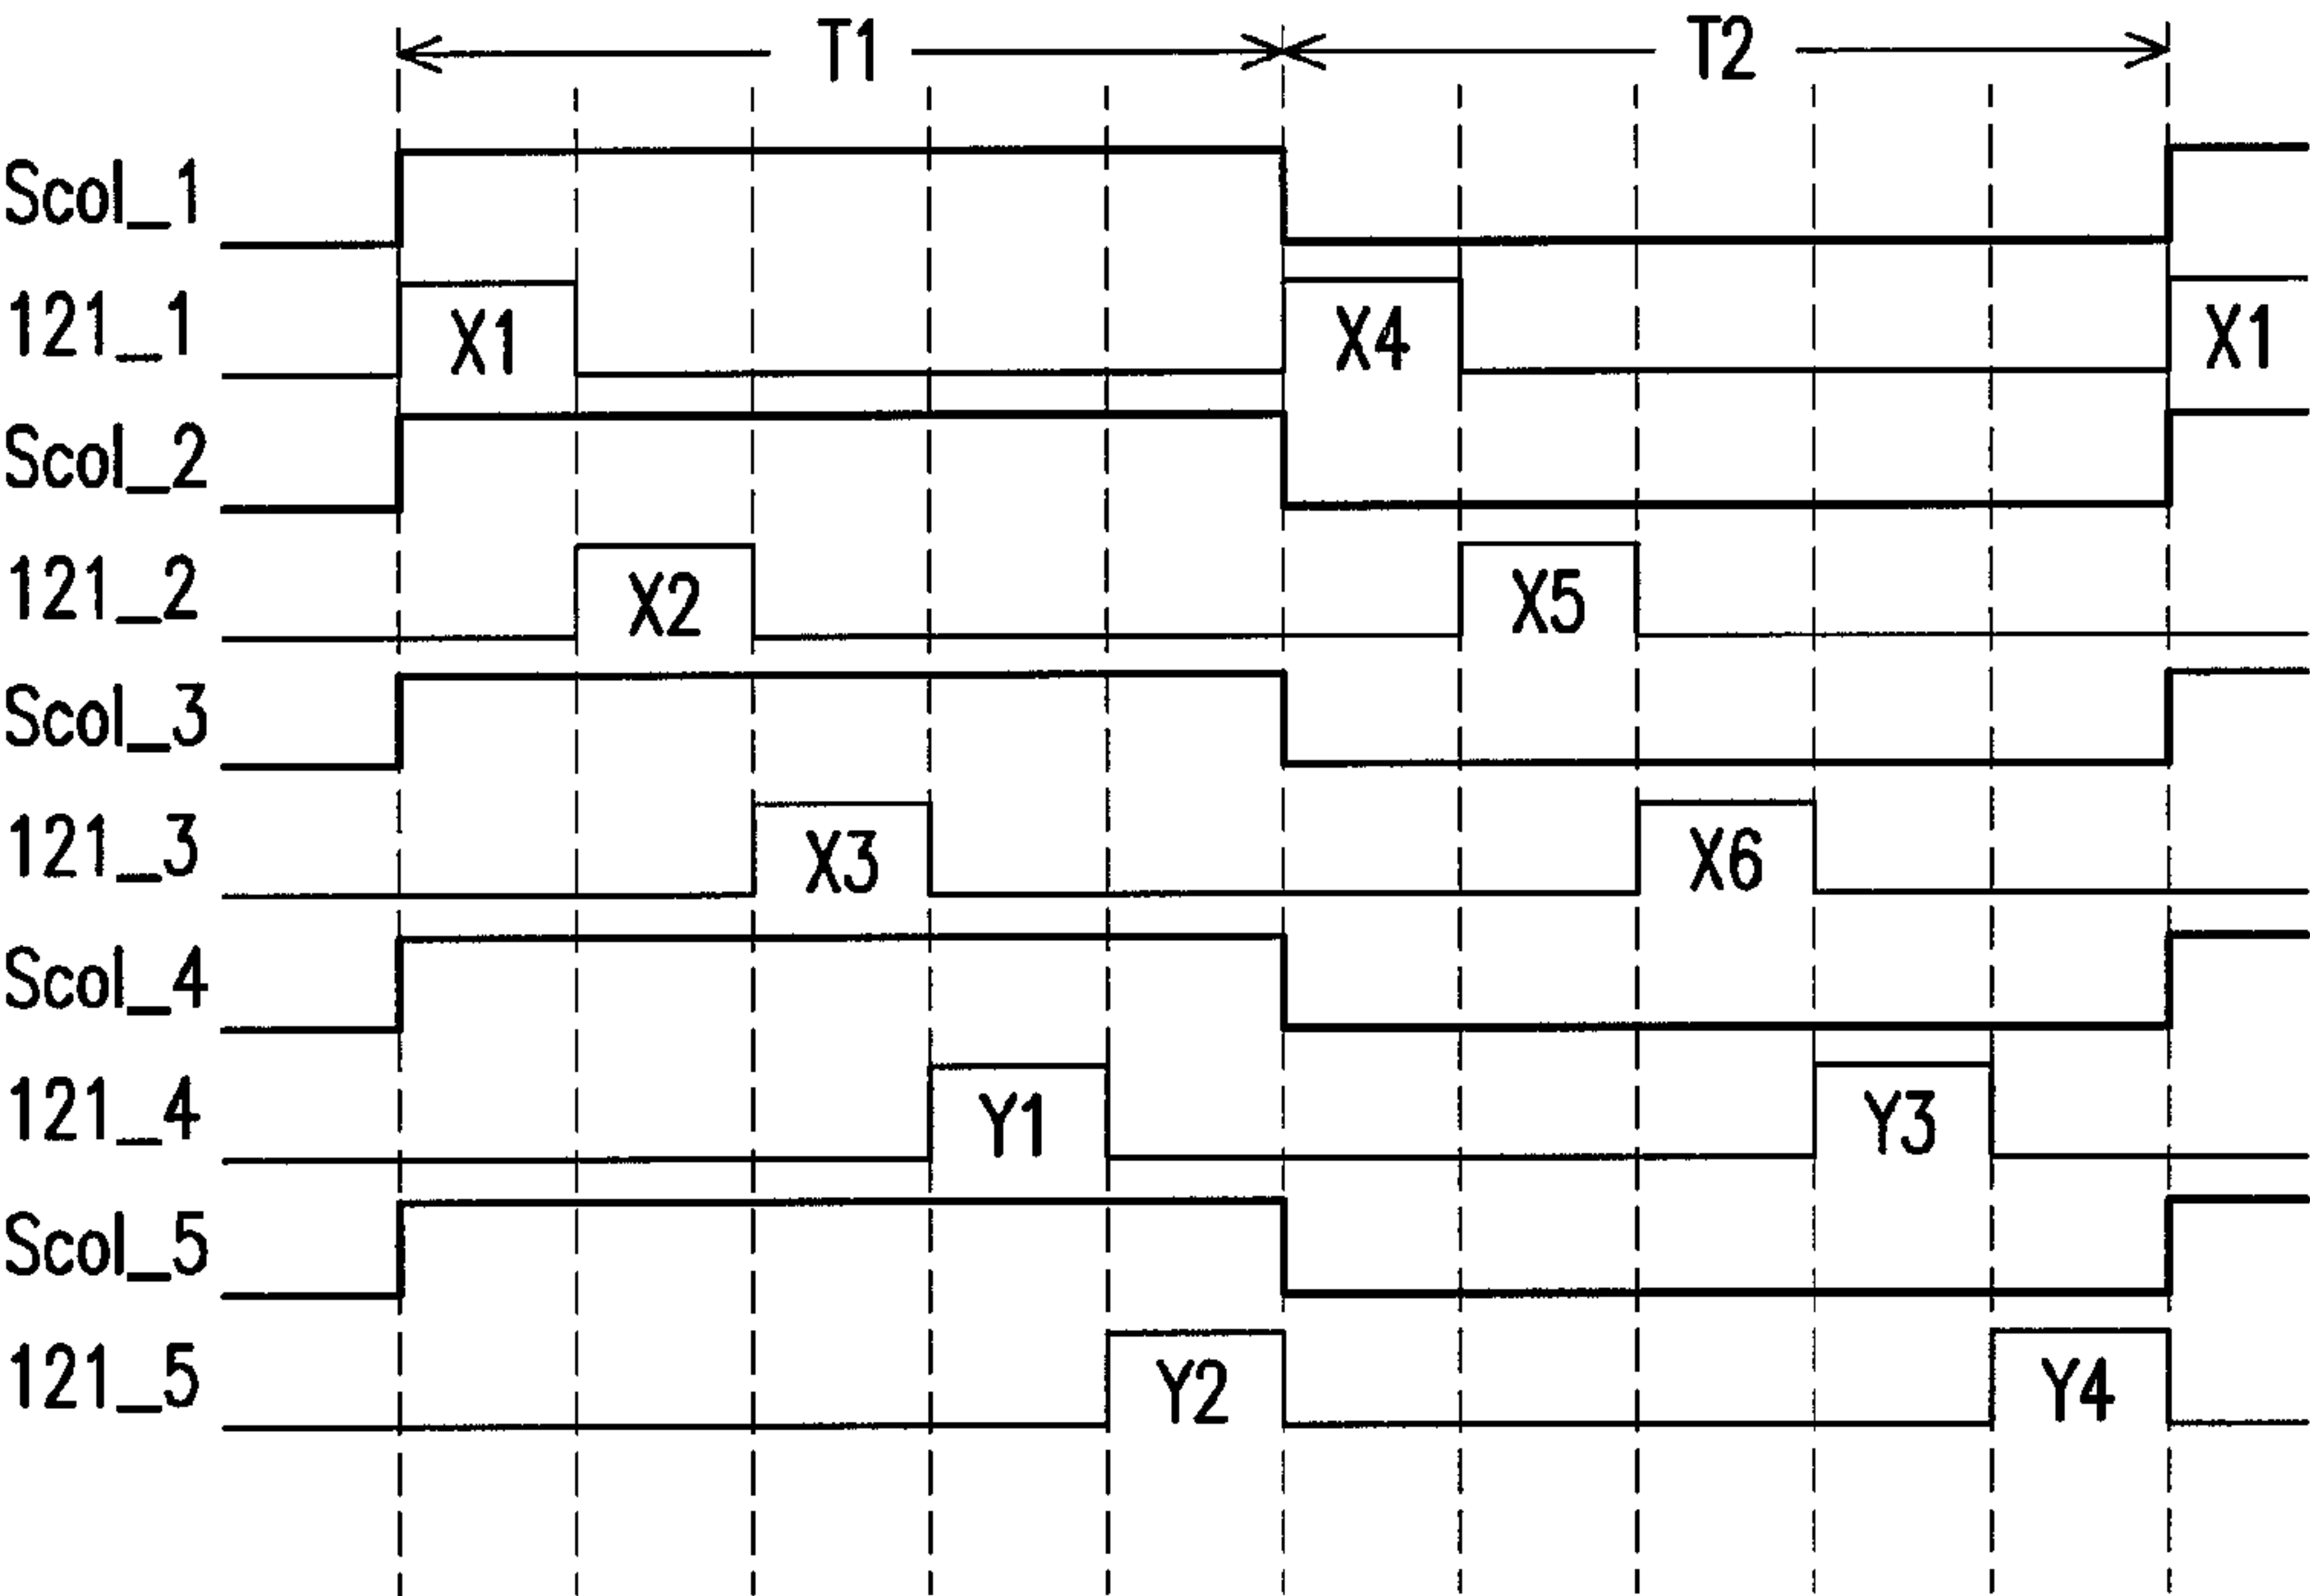 T1 T2
Scol_1
121_1 X1 X4 X1
Scol_2
121_2 X2 X5
Scol_3
121_3 X3 X6
Scol_4
121_4 Y1 Y3
Scol_5
121_5 Y2 Y4